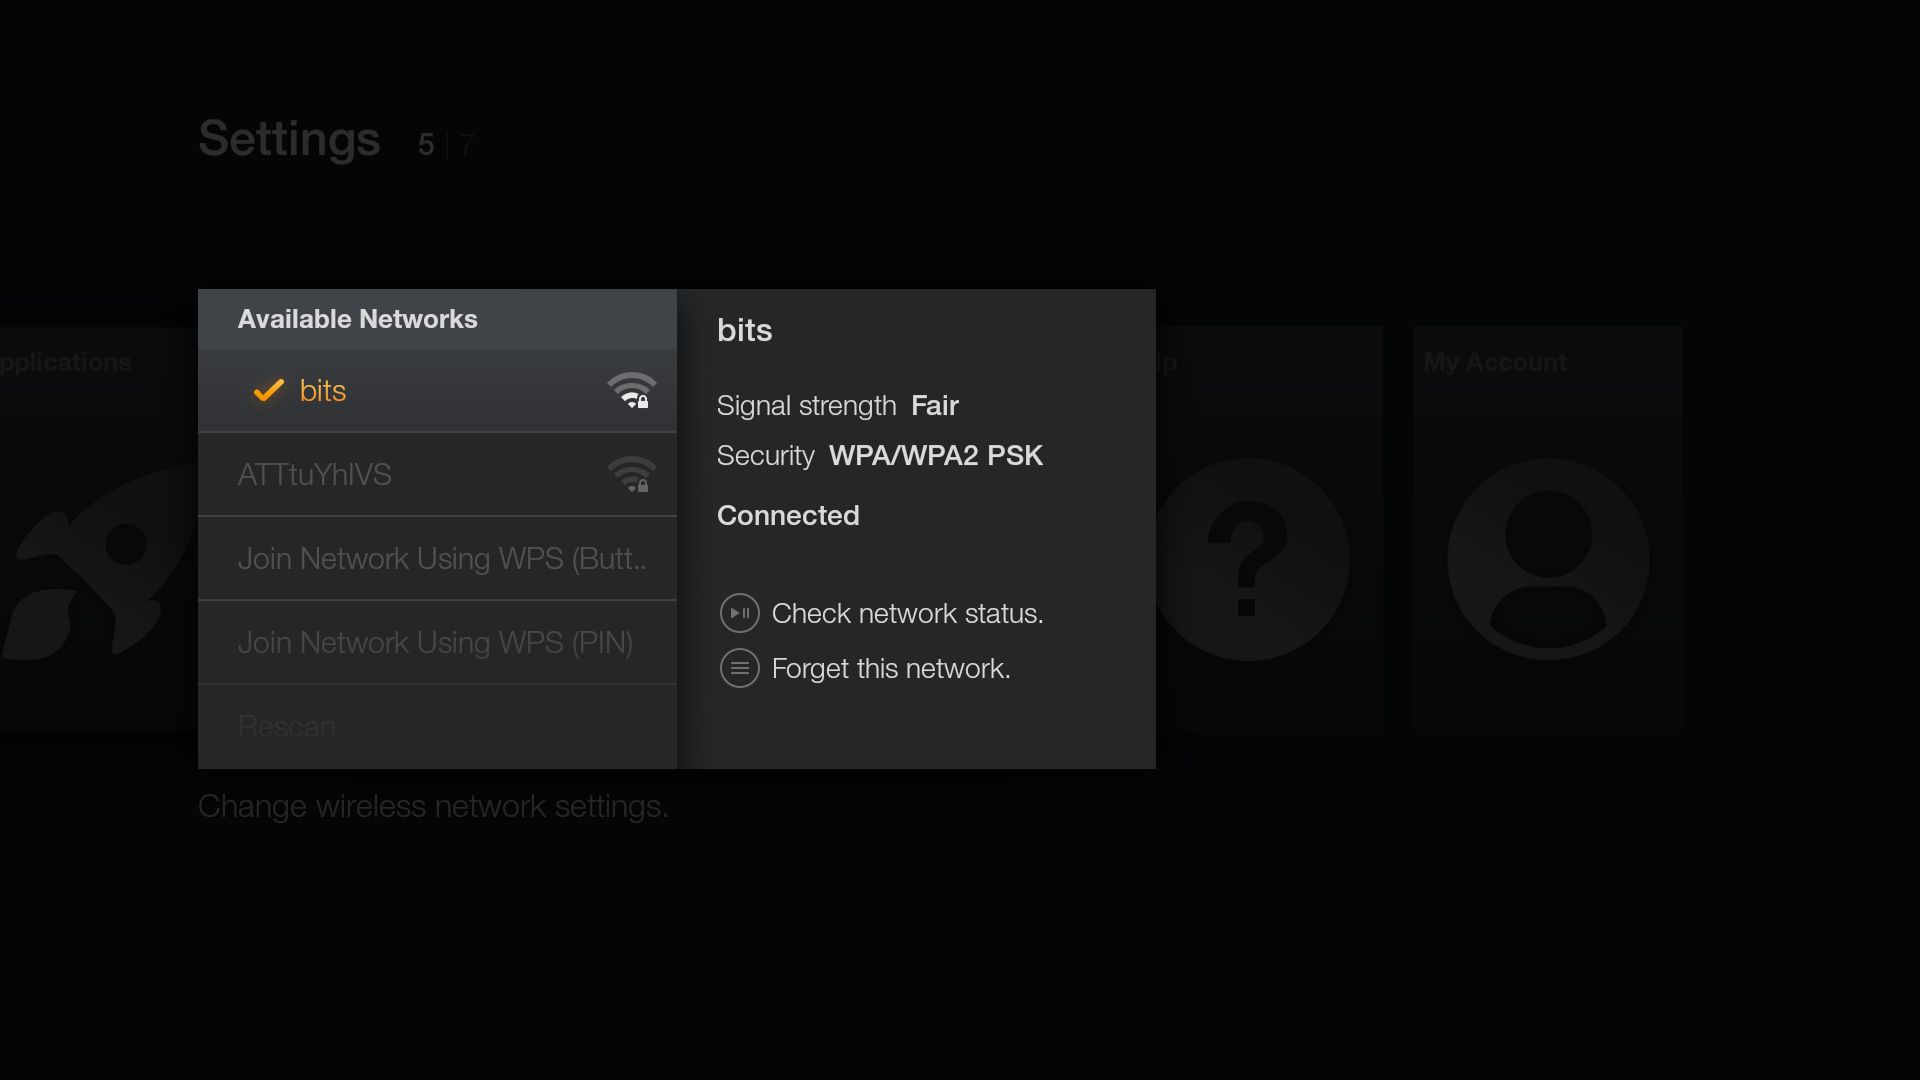 Settings 5 | 7
Available Networks
bits
ATTtuYhIVS
Join Network Using WPS (Butt..
Join Network Using WPS (PIN)
Rescan
bits
Signal strength Fair
Security WPA/WPA2 PSK
Connected
Check network status.
Forget this network.
pplications
lp
My Account
Change wireless network settings.